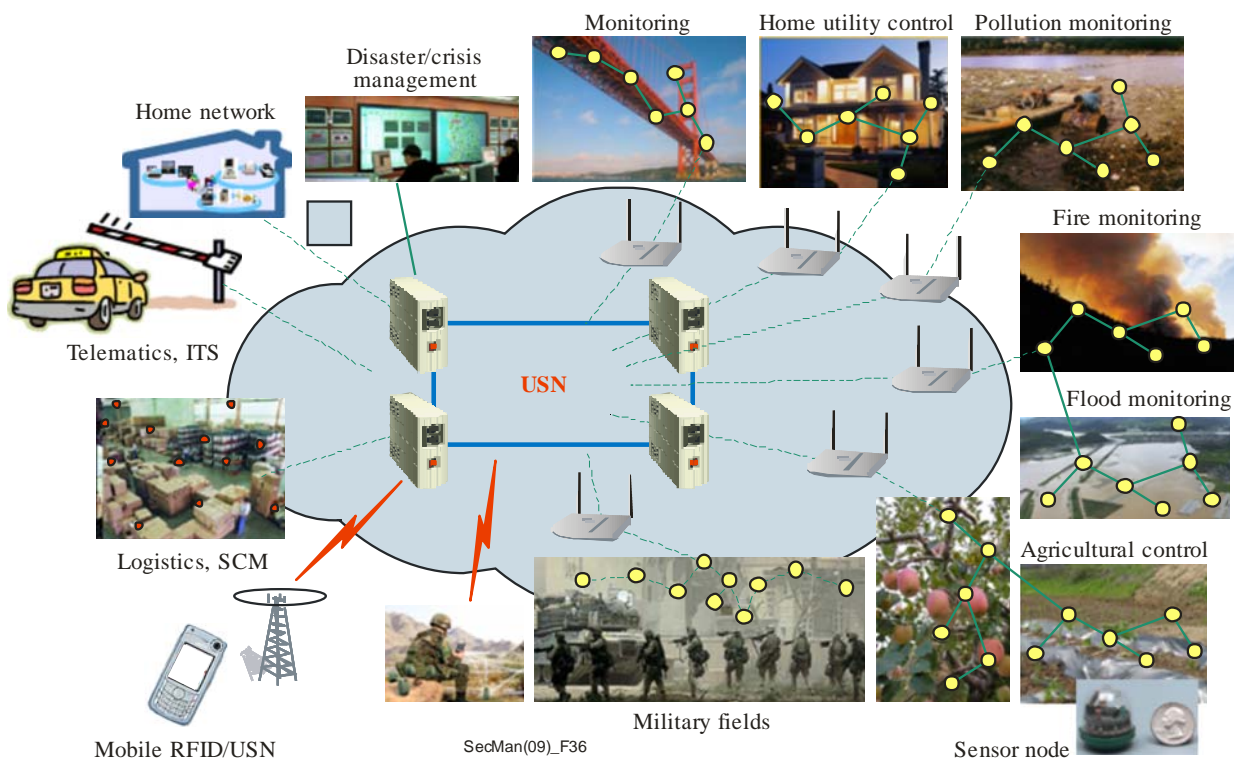 Monitoring
Home utility control
Pollution monitoring
Disaster/crisis
management
Home network
Fire monitoring
Telematics, ITS
USN
Flood monitoring
Logistics, SCM
Agricultural control
Military fields
Mobile RFID/USN
SecMan(09)_F36
Sensor node